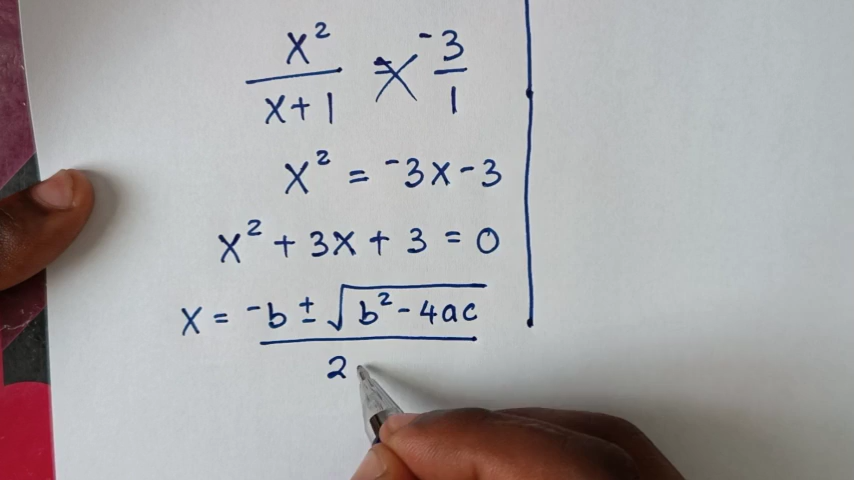 x²/(x+1) = -3/1
x² = -3x-3
x² + 3x + 3 = 0
x = (-b ± √(b²-4ac))/2